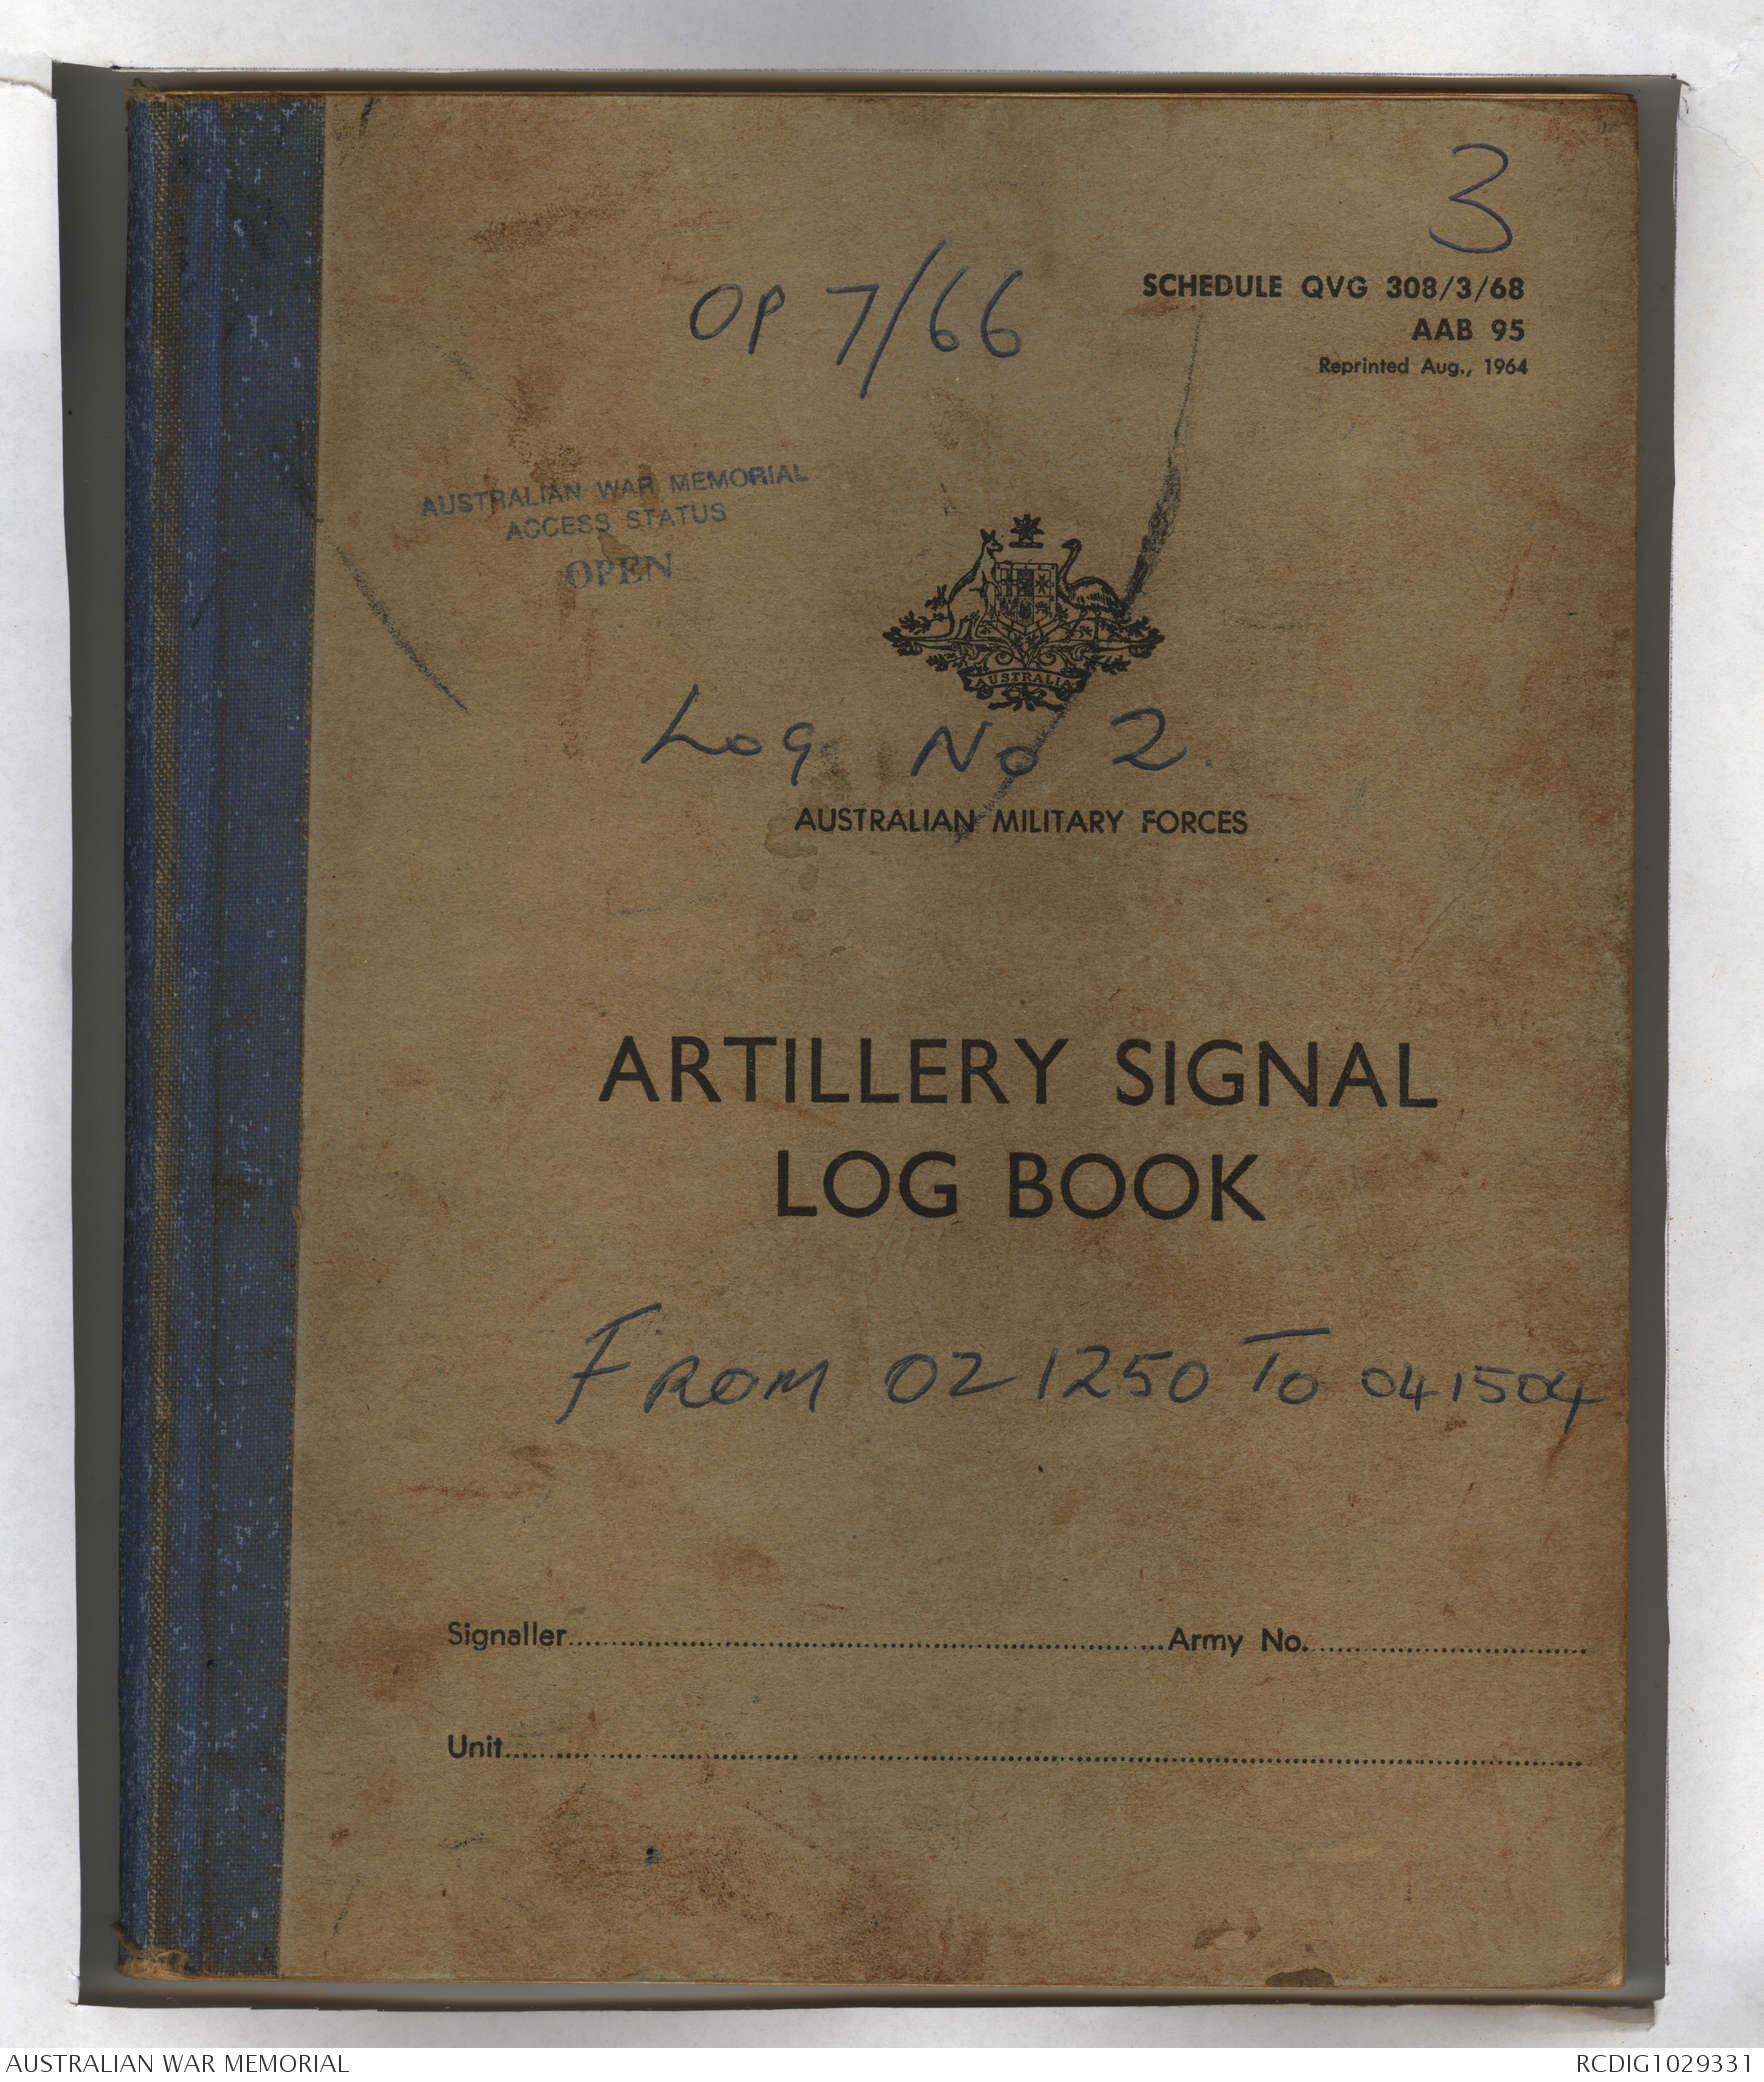 3
OP 7/66
SCHEDULE QVG 308/3/68
AAB 95
Reprinted Aug., 1964
AUSTRALIAN WAR MEMORIAL
ACCESS STATUS
OPEN
AUSTRALIA
Log No 2.
AUSTRALIAN MILITARY FORCES
ARTILLERY SIGNAL
LOG BOOK
FROM 021250 To 041504
Signaller Army No.
Unit
AUSTRALIAN WAR MEMORIAL RCDIG1029331